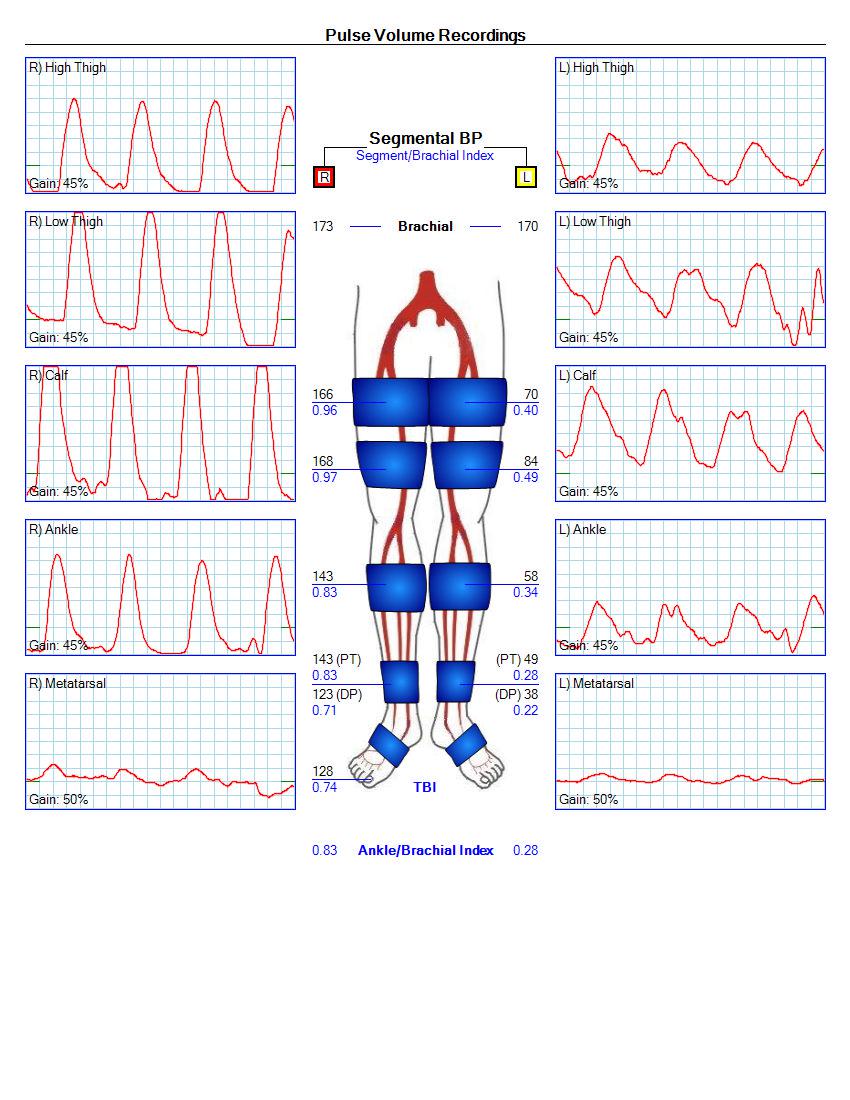 Pulse Volume Recordings
R) High Thigh
Gain: 45%
R) Low Thigh
Gain: 45%
R) Calf
Gain: 45%
R) Ankle
Gain: 45%
R) Metatarsal
Gain: 50%
Segmental BP
Segment/Brachial Index
R
L
173 Brachial 170
166 70
0.96 0.40
168 84
0.97 0.49
143 58
0.83 0.34
143 (PT) (PT) 49
0.83 0.28
123 (DP) (DP) 38
0.71 0.22
128
0.74 TBI
0.83 Ankle/Brachial Index 0.28
L) High Thigh
Gain: 45%
L) Low Thigh
Gain: 45%
L) Calf
Gain: 45%
L) Ankle
Gain: 45%
L) Metatarsal
Gain: 50%